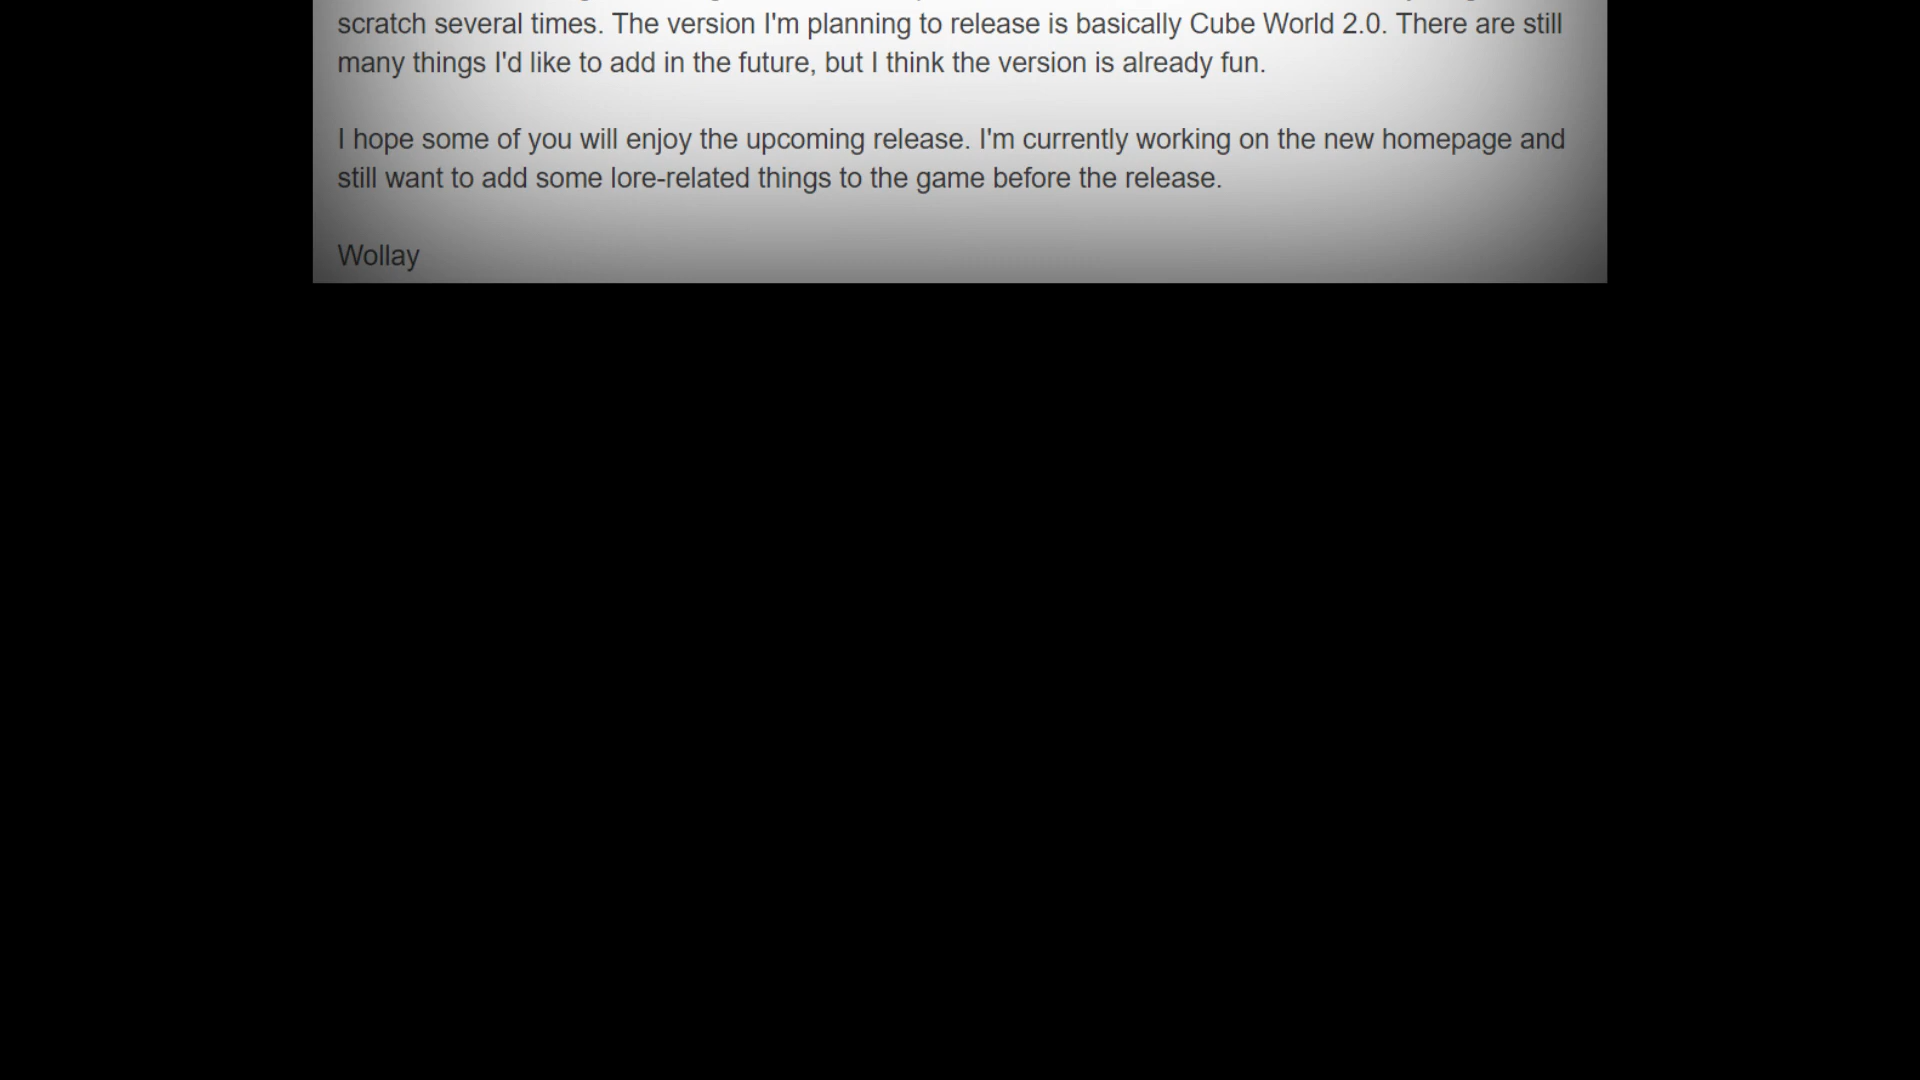 scratch several times. The version I'm planning to release is basically Cube World 2.0. There are still
many things I'd like to add in the future, but I think the version is already fun.
I hope some of you will enjoy the upcoming release. I'm currently working on the new homepage and
still want to add some lore-related things to the game before the release.
Wollay